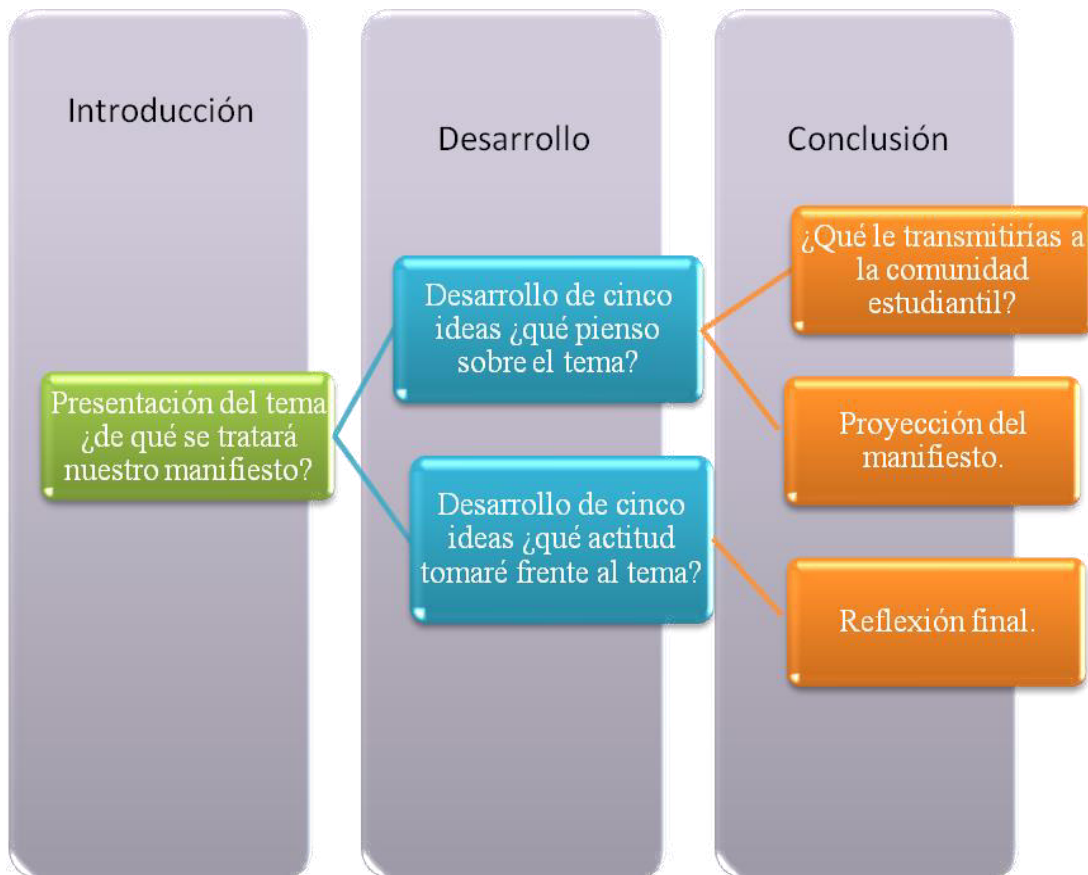 Introducción
Presentación del tema
¿de qué se tratará
nuestro manifiesto?
Desarrollo
Desarrollo de cinco
ideas ¿qué pienso
sobre el tema?
Desarrollo de cinco
ideas ¿qué actitud
tomaré frente al tema?
Conclusión
¿Qué le transmitirías a
la comunidad
estudiantil?
Proyección del
manifiesto.
Reflexión final.